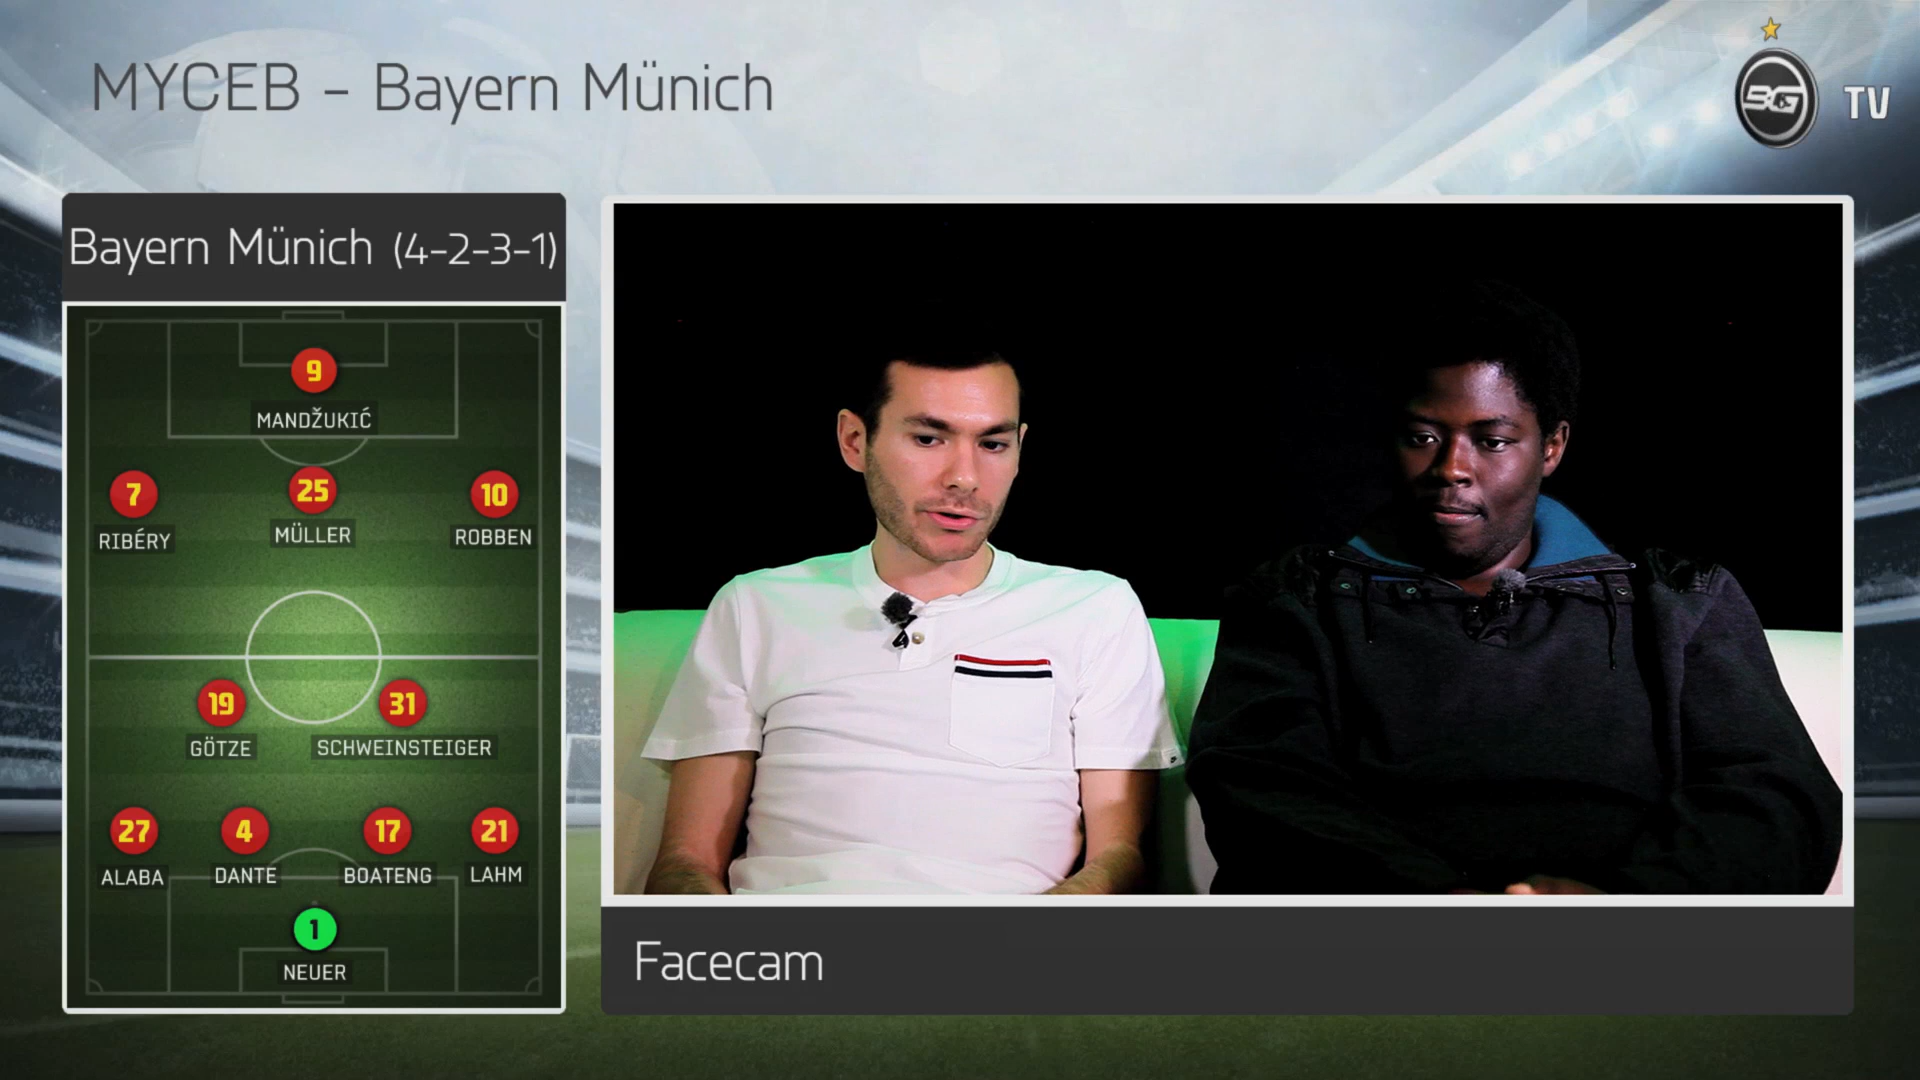 MYCEB - Bayern Münich
BG TV
Bayern Münich (4-2-3-1)
9
MANDŽUKIĆ
7
RIBÉRY
25
MÜLLER
10
ROBBEN
19
GÖTZE
31
SCHWEINSTEIGER
27
ALABA
4
DANTE
17
BOATENG
21
LAHM
1
NEUER
Facecam